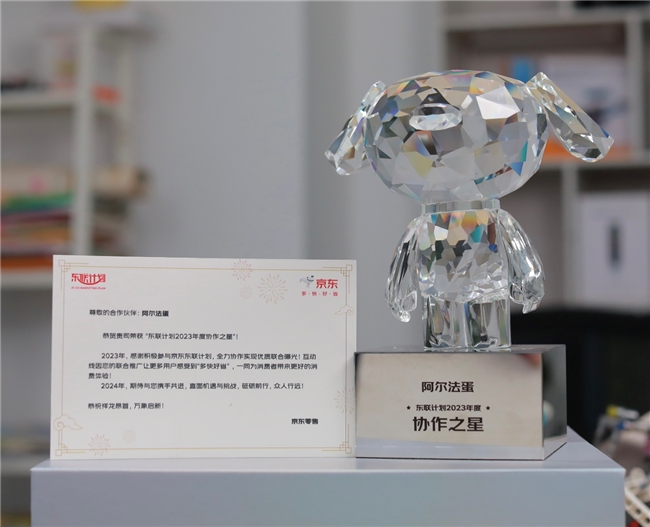 东联计划
JD CO-MARKETING PLAN
京东
多·快·好·省
尊敬的合作伙伴：阿尔法蛋
恭贺贵司荣获“东联计划2023年度协作之星”！
2023年，感谢积极参与京东东联计划，全力协作实现优质联合曝光！互动
线因您的联合推广让更多用户感受到“多快好省”，一同为消费者带来更好的消
费体验！
2024年，期待与您携手共进，直面机遇与挑战，砥砺前行，众人行远！
恭祝祥龙昂首，万象启新！
京东零售
阿尔法蛋
★ 东联计划2023年度 ★
协作之星